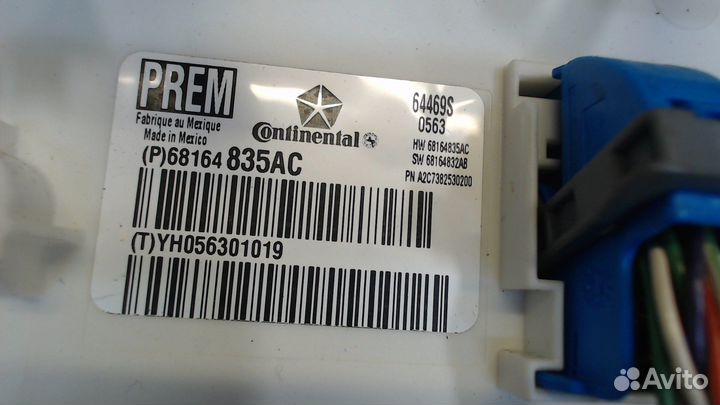 PREM
Fabrique au Mexique
Made in Mexico
Continental
64469S
0563
HW 68164835AC
SW 68164832AB
PN A2C7382530200
(P)68164 835AC
(T)YH056301019
Avito